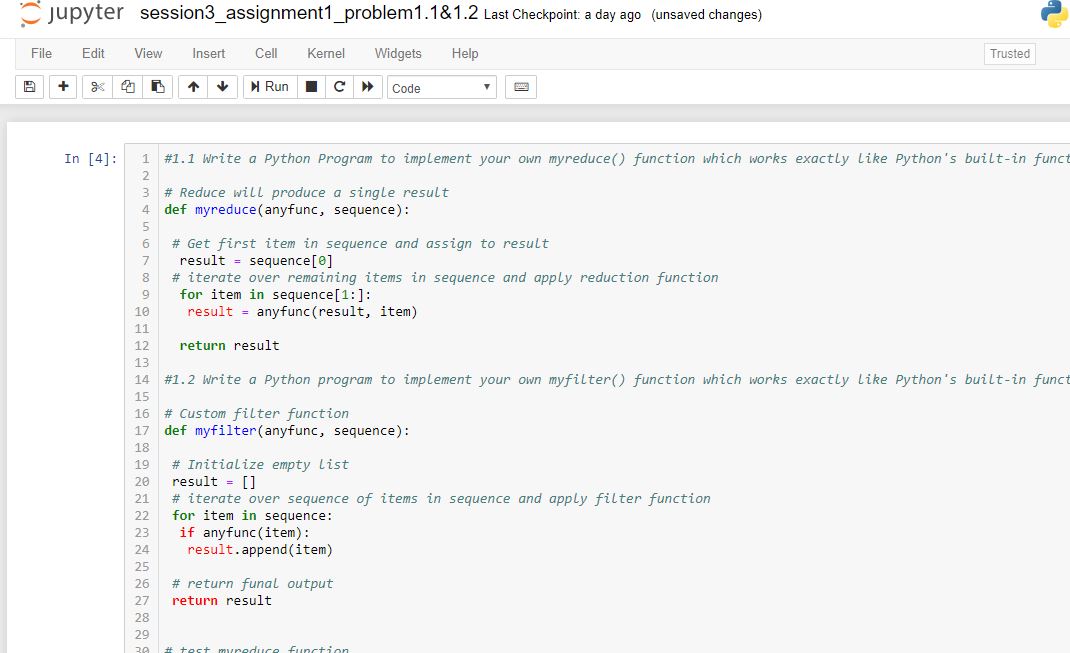 jupyter session3_assignment1_problem1.1&1.2 Last Checkpoint: a day ago (unsaved changes)
File Edit View Insert Cell Kernel Widgets Help Trusted
Run Code
In [4]:
1 #1.1 Write a Python Program to implement your own myreduce() function which works exactly like Python's built-in funct
2
3 # Reduce will produce a single result
4 def myreduce(anyfunc, sequence):
5
6 # Get first item in sequence and assign to result
7 result = sequence[0]
8 # iterate over remaining items in sequence and apply reduction function
9 for item in sequence[1:]:
10 result = anyfunc(result, item)
11
12 return result
13
14 #1.2 Write a Python program to implement your own myfilter() function which works exactly like Python's built-in funct
15
16 # Custom filter function
17 def myfilter(anyfunc, sequence):
18
19 # Initialize empty list
20 result = []
21 # iterate over sequence of items in sequence and apply filter function
22 for item in sequence:
23 if anyfunc(item):
24 result.append(item)
25
26 # return funal output
27 return result
28
29
30 # test myreduce function